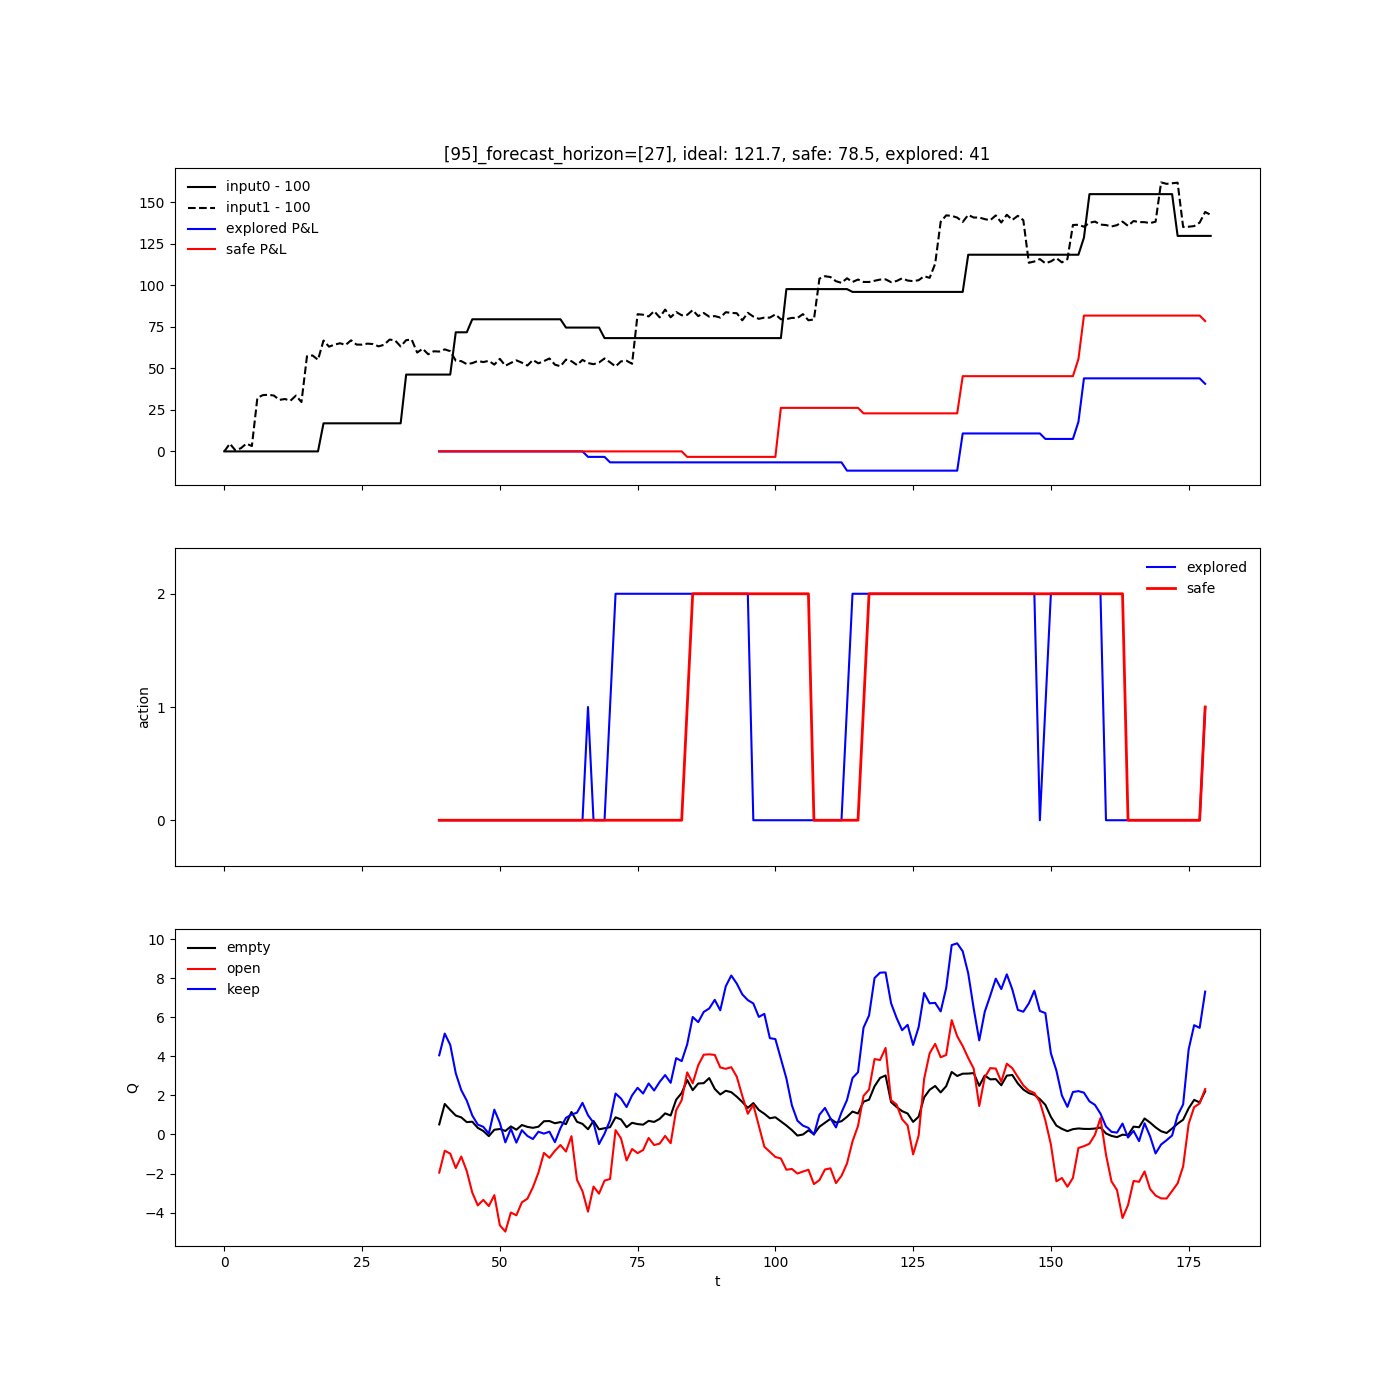 [95]_forecast_horizon=[27], ideal: 121.7, safe: 78.5, explored: 41
input0 - 100
input1 - 100
explored P&L
safe P&L
150
125
100
75
50
25
0
explored
safe
action
2
1
0
empty
open
keep
Q
10
8
6
4
2
0
−2
−4
0 25 50 75 100 125 150 175
t